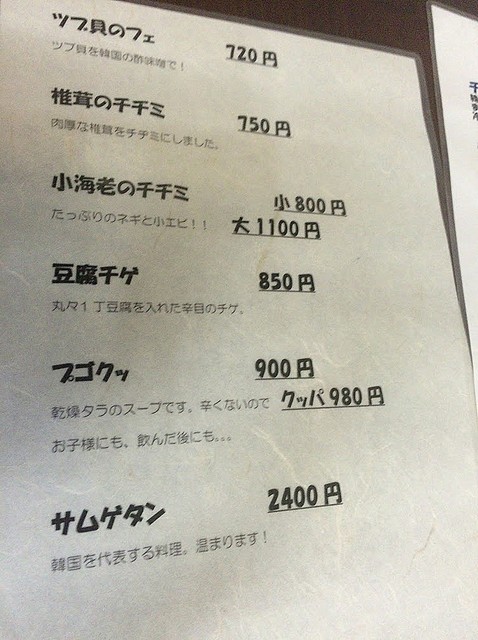 ツブ貝のフェ 720円
ツブ貝を韓国の酢味噌で！
椎茸のチヂミ 750円
肉厚な椎茸をチヂミにしました。
小海老のチヂミ 小800円
たっぷりのネギと小エビ！！ 大1100円
豆腐チゲ 850円
丸々1丁豆腐を入れた辛目のチゲ。
プゴクッ 900円
乾燥タラのスープです。辛くないので クッパ980円
お子様にも、飲んだ後にも。。。
サムゲタン 2400円
韓国を代表する料理。温まります！